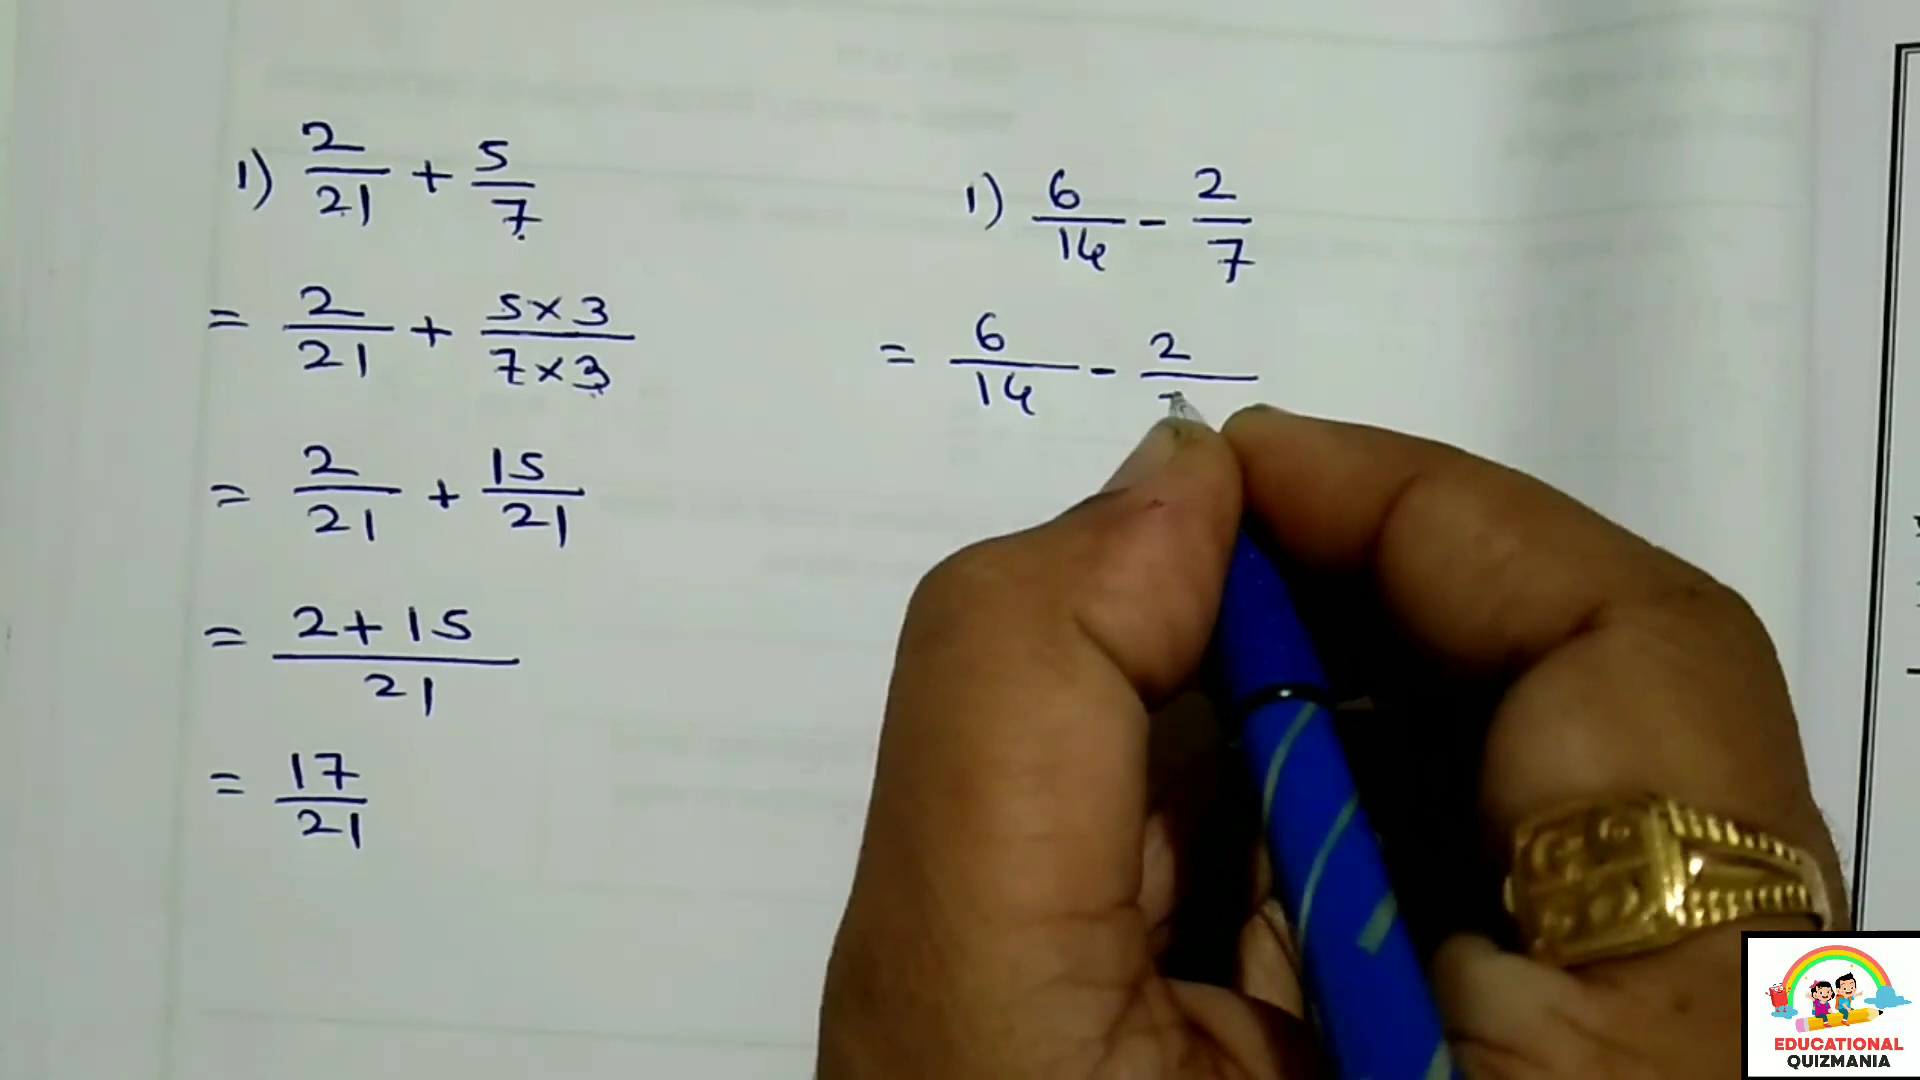 1) 2/21 + 5/7
= 2/21 + 5×3/7×3
= 2/21 + 15/21
= 2+15/21
= 17/21
1) 6/14 - 2/7
= 6/14 - 2/
EDUCATIONAL
QUIZMANIA